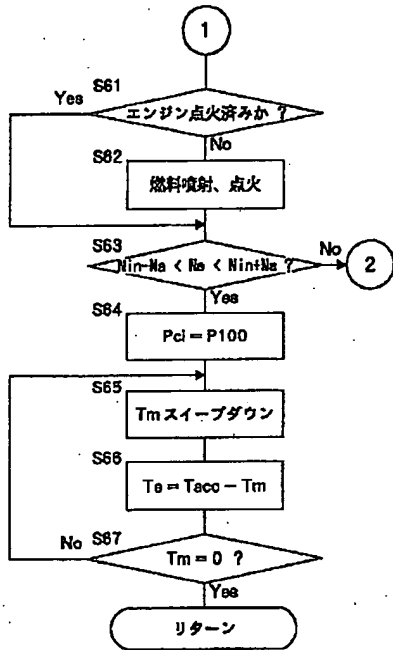 1
S61
Yes
エンジン点火済みか ?
No
S62
燃料噴射、点火
S63
Nin-Na < Ne < Nin+Na ?
No
2
Yes
S64
Pci = P100
S65
Tmスイープダウン
S66
Te = Tacc - Tm
S67
No
Tm = 0 ?
Yes
リターン